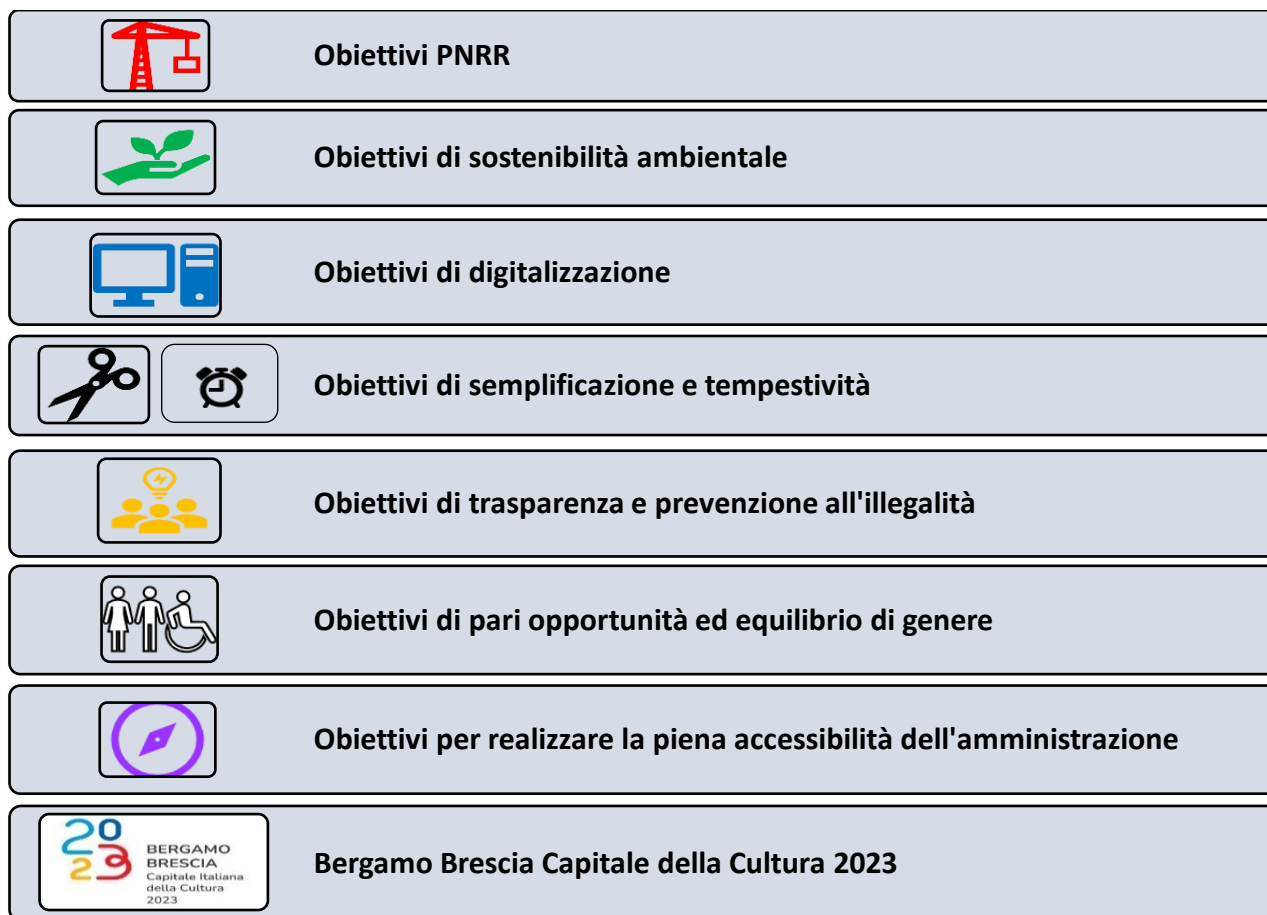 Obiettivi PNRR
Obiettivi di sostenibilità ambientale
Obiettivi di digitalizzazione
Obiettivi di semplificazione e tempestività
Obiettivi di trasparenza e prevenzione all'illegalità
Obiettivi di pari opportunità ed equilibrio di genere
Obiettivi per realizzare la piena accessibilità dell'amministrazione
2023
BERGAMO
BRESCIA
Capitale Italiana
della Cultura
2023
Bergamo Brescia Capitale della Cultura 2023